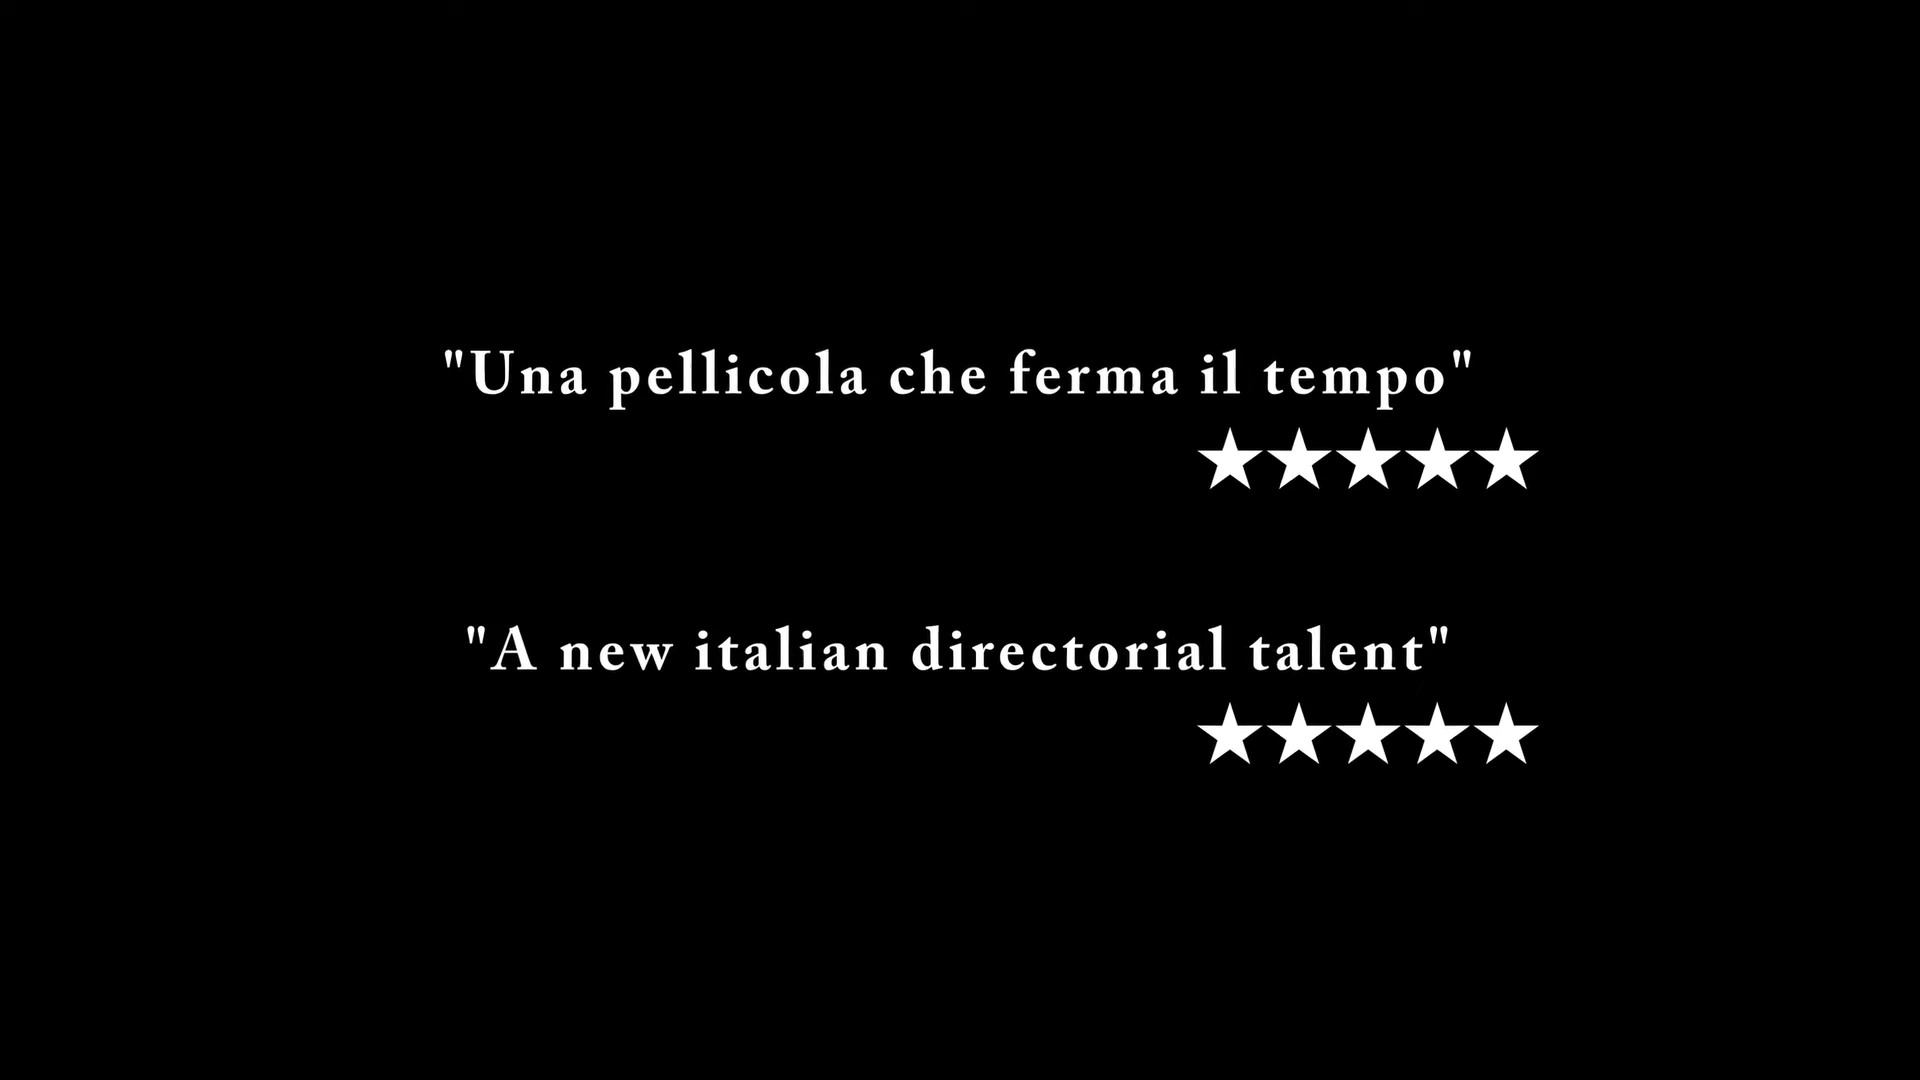 "Una pellicola che ferma il tempo"
★★★★★
"A new italian directorial talent"
★★★★★